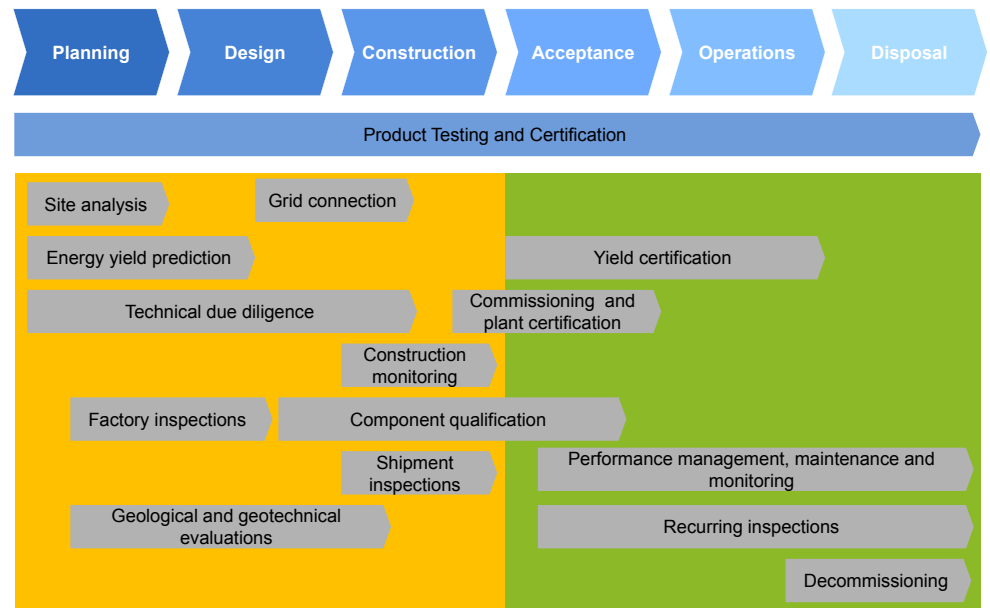 Planning
Design
Construction
Acceptance
Operations
Disposal
Product Testing and Certification
Site analysis
Grid connection
Energy yield prediction
Yield certification
Technical due diligence
Commissioning and
plant certification
Construction
monitoring
Factory inspections
Component qualification
Shipment
inspections
Performance management, maintenance and
monitoring
Geological and geotechnical
evaluations
Recurring inspections
Decommissioning